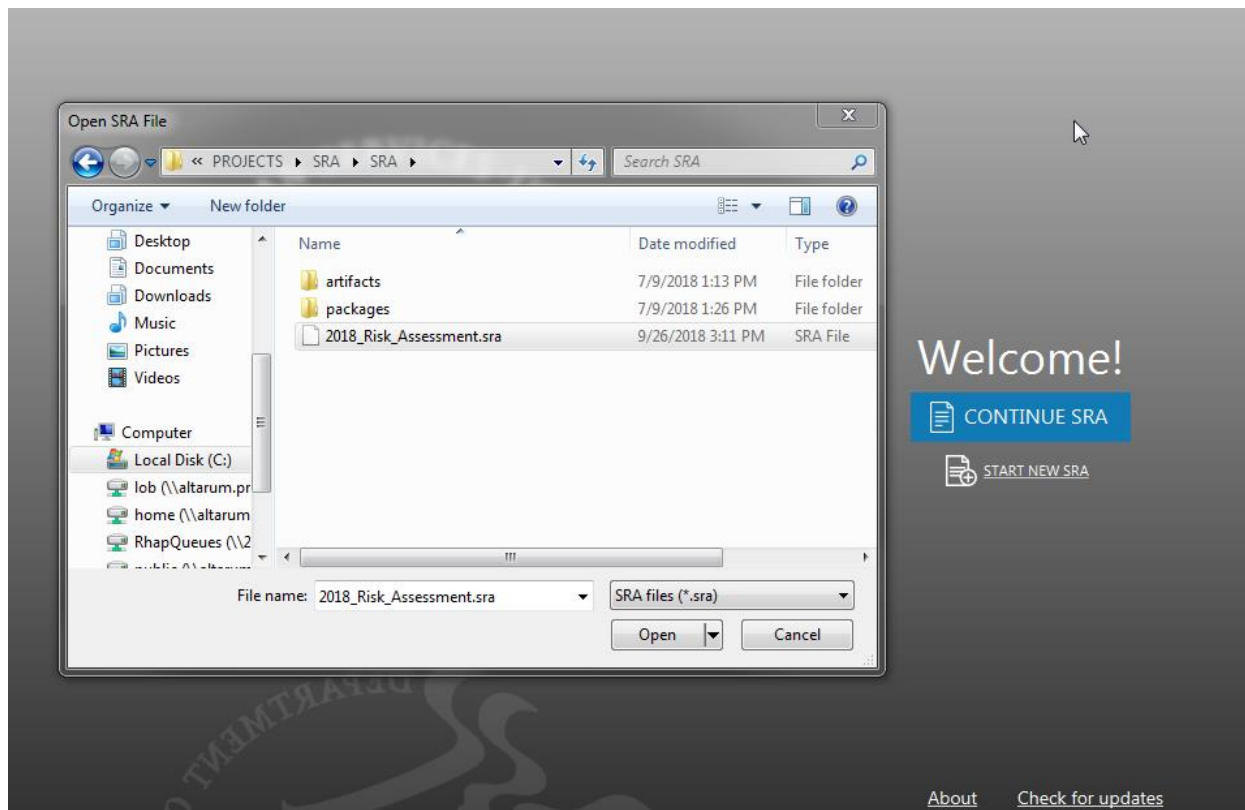 Open SRA File
« PROJECTS ▸ SRA ▸ SRA ▸
Search SRA
Organize ▾ New folder
Name Date modified Type
Desktop
Documents
Downloads
Music
Pictures
Videos
Computer
Local Disk (C:)
lob (\\altarum.pr
home (\\altarum
RhapQueues (\\2
artifacts 7/9/2018 1:13 PM File folder
packages 7/9/2018 1:26 PM File folder
2018_Risk_Assessment.sra 9/26/2018 3:11 PM SRA File
File name: 2018_Risk_Assessment.sra SRA files (*.sra)
Open Cancel
Welcome!
CONTINUE SRA
START NEW SRA
DEPARTMENT O
About Check for updates